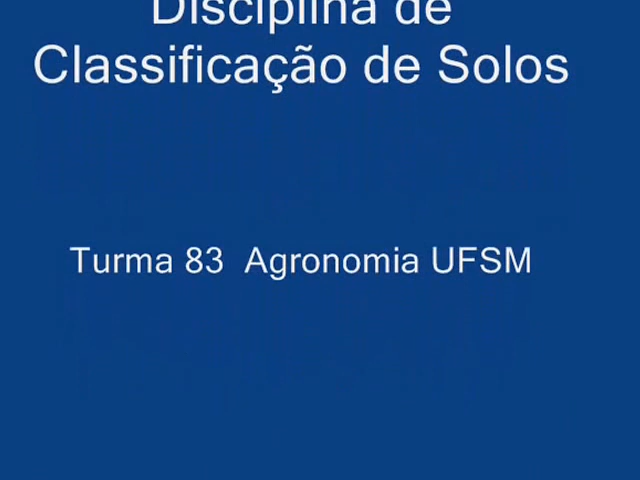 Disciplina de
Classificação de Solos
Turma 83 Agronomia UFSM